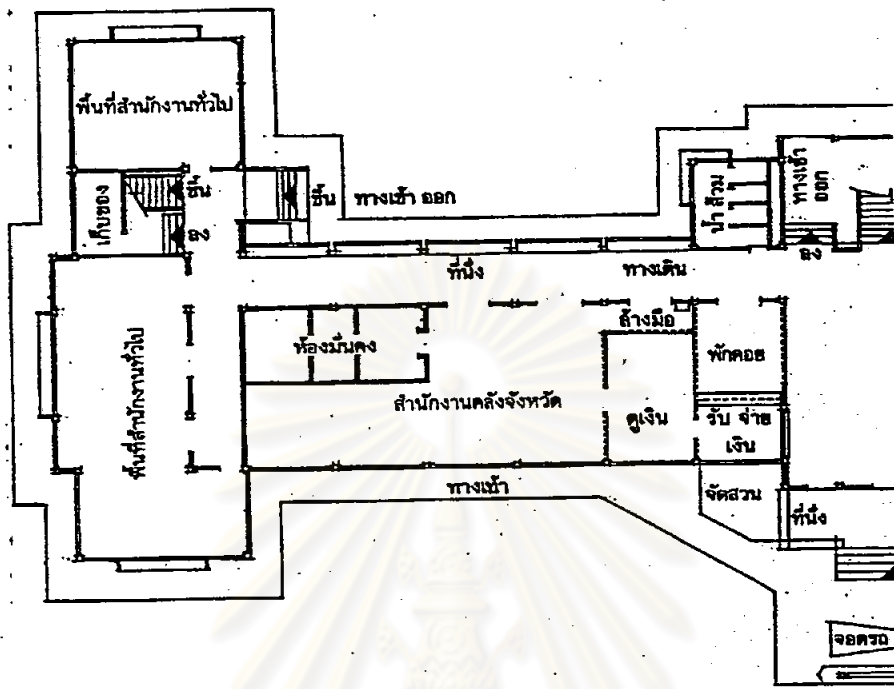 พื้นที่สำนักงานทั่วไป
เก็บของ
ขึ้น
ลง
ขึ้น
ทางเข้า ออก
น้ำ ส้วม
ทางเข้า
ออก
ลง
ที่นั่ง
ทางเดิน
ล้างมือ
ห้องมั่นคง
พักคอย
พื้นที่สำนักงานทั่วไป
สำนักงานคลังจังหวัด
ดูเงิน
รับ จ่าย
เงิน
ทางเท้า
จัดสวน
ที่นั่ง
จอดรถ